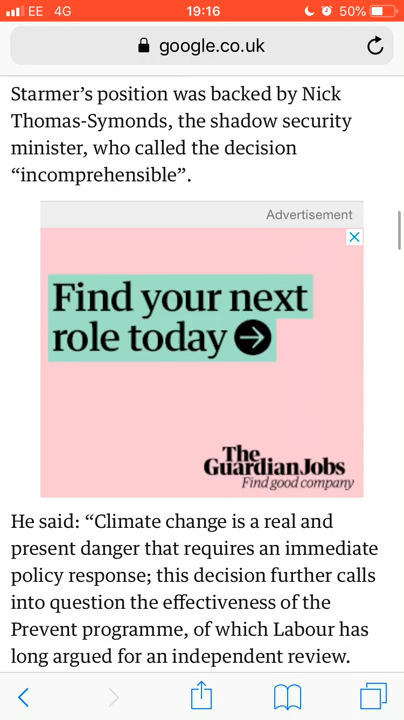 EE 4G 19:16 50%
google.co.uk
Starmer’s position was backed by Nick
Thomas-Symonds, the shadow security
minister, who called the decision
“incomprehensible”.
Advertisement
Find your next
role today
The
Guardian Jobs
Find good company
He said: “Climate change is a real and
present danger that requires an immediate
policy response; this decision further calls
into question the effectiveness of the
Prevent programme, of which Labour has
long argued for an independent review.